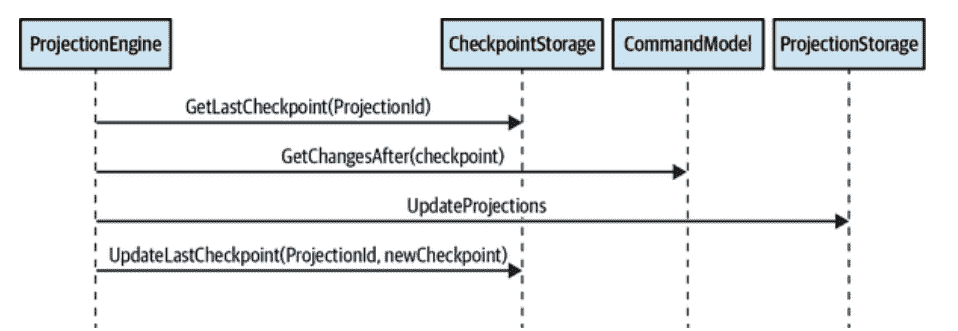 ProjectionEngine
CheckpointStorage
CommandModel
ProjectionStorage
GetLastCheckpoint(ProjectionId)
GetChangesAfter(checkpoint)
UpdateProjections
UpdateLastCheckpoint(ProjectionId, newCheckpoint)